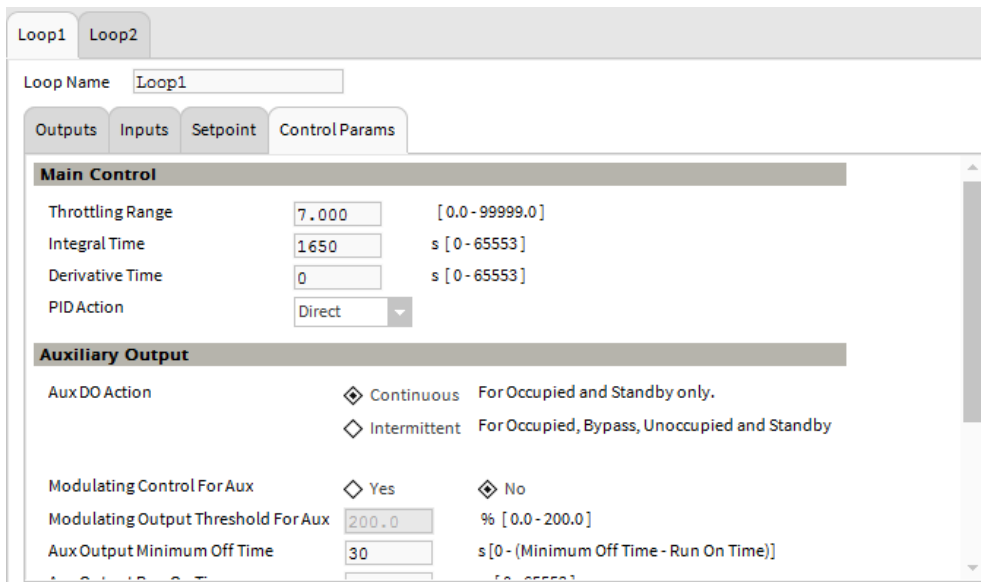 Loop1 Loop2
Loop Name Loop1
Outputs Inputs Setpoint Control Params
Main Control
Throttling Range 7.000 [ 0.0 - 99999.0 ]
Integral Time 1650 s [ 0 - 65553 ]
Derivative Time 0 s [ 0 - 65553 ]
PID Action Direct
Auxiliary Output
Aux DO Action Continuous For Occupied and Standby only.
Intermittent For Occupied, Bypass, Unoccupied and Standby
Modulating Control For Aux Yes No
Modulating Output Threshold For Aux 200.0 % [ 0.0 - 200.0 ]
Aux Output Minimum Off Time 30 s [0 - (Minimum Off Time - Run On Time)]